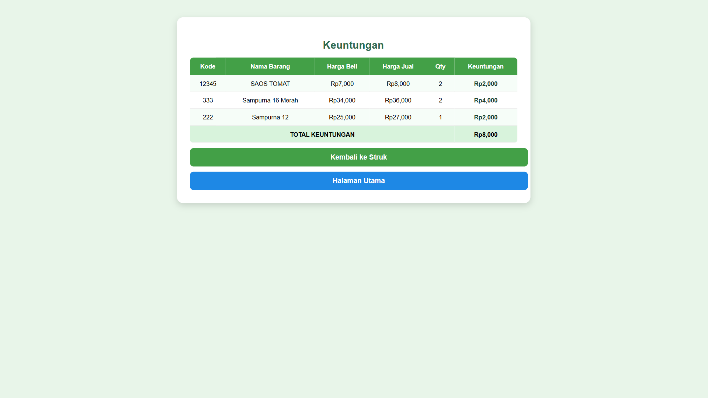 Keuntungan
Kode Nama Barang Harga Beli Harga Jual Qty Keuntungan
12345 SAOS TOMAT Rp7,000 Rp8,000 2 Rp2,000
333 Sampurna 16 Merah Rp34,000 Rp36,000 2 Rp4,000
222 Sampurna 12 Rp25,000 Rp27,000 1 Rp2,000
TOTAL KEUNTUNGAN Rp8,000
Kembali ke Struk
Halaman Utama